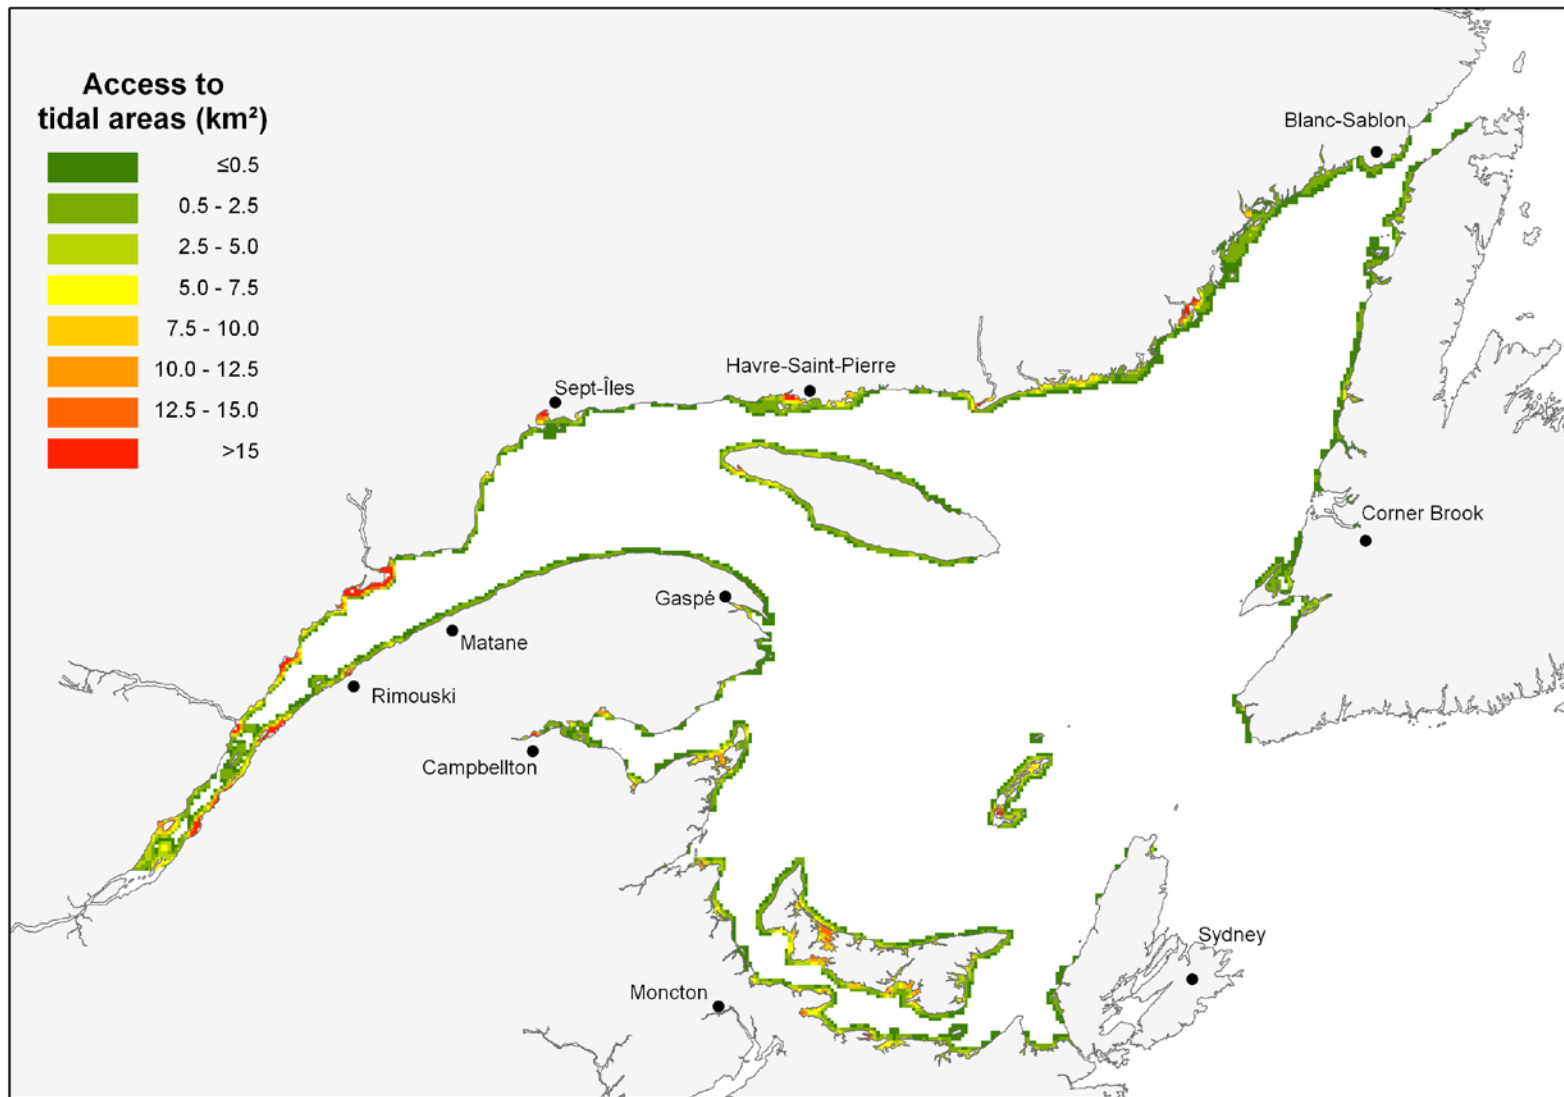 Access to
tidal areas (km²)
≤0.5
0.5 - 2.5
2.5 - 5.0
5.0 - 7.5
7.5 - 10.0
10.0 - 12.5
12.5 - 15.0
>15
Blanc-Sablon
Havre-Saint-Pierre
Sept-Îles
Corner Brook
Gaspé
Matane
Rimouski
Campbellton
Sydney
Moncton